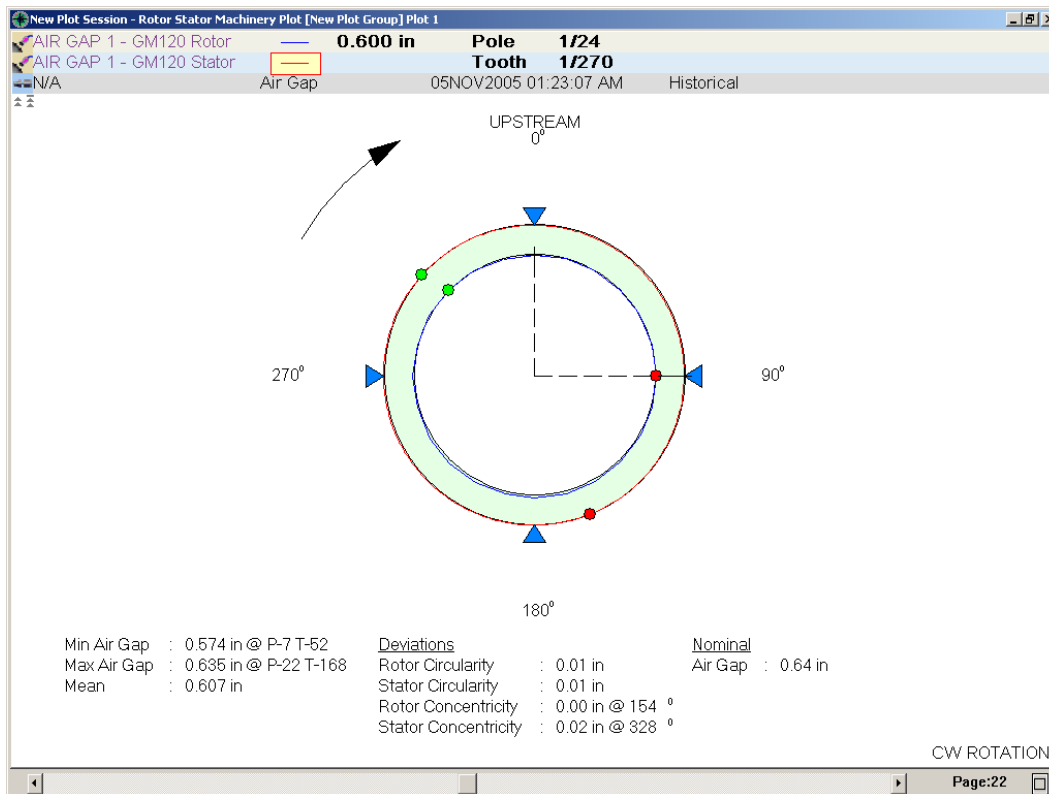 New Plot Session - Rotor Stator Machinery Plot [New Plot Group] Plot 1
AIR GAP 1 - GM120 Rotor 0.600 in Pole 1/24
AIR GAP 1 - GM120 Stator Tooth 1/270
N/A Air Gap 05NOV2005 01:23:07 AM Historical
UPSTREAM
0°
270° 90°
180°
Min Air Gap : 0.574 in @ P-7 T-52 Deviations Nominal
Max Air Gap : 0.635 in @ P-22 T-168 Rotor Circularity : 0.01 in Air Gap : 0.64 in
Mean : 0.607 in Stator Circularity : 0.01 in
Rotor Concentricity : 0.00 in @ 154 °
Stator Concentricity : 0.02 in @ 328 °
CW ROTATION
Page:22